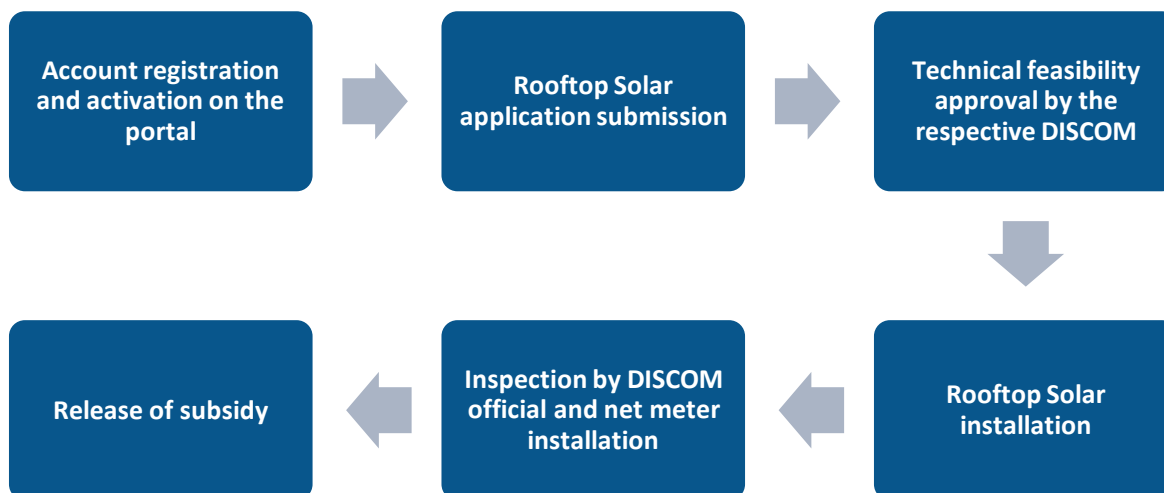 Account registration
and activation on the
portal
Rooftop Solar
application submission
Technical feasibility
approval by the
respective DISCOM
Rooftop Solar
installation
Inspection by DISCOM
official and net meter
installation
Release of subsidy